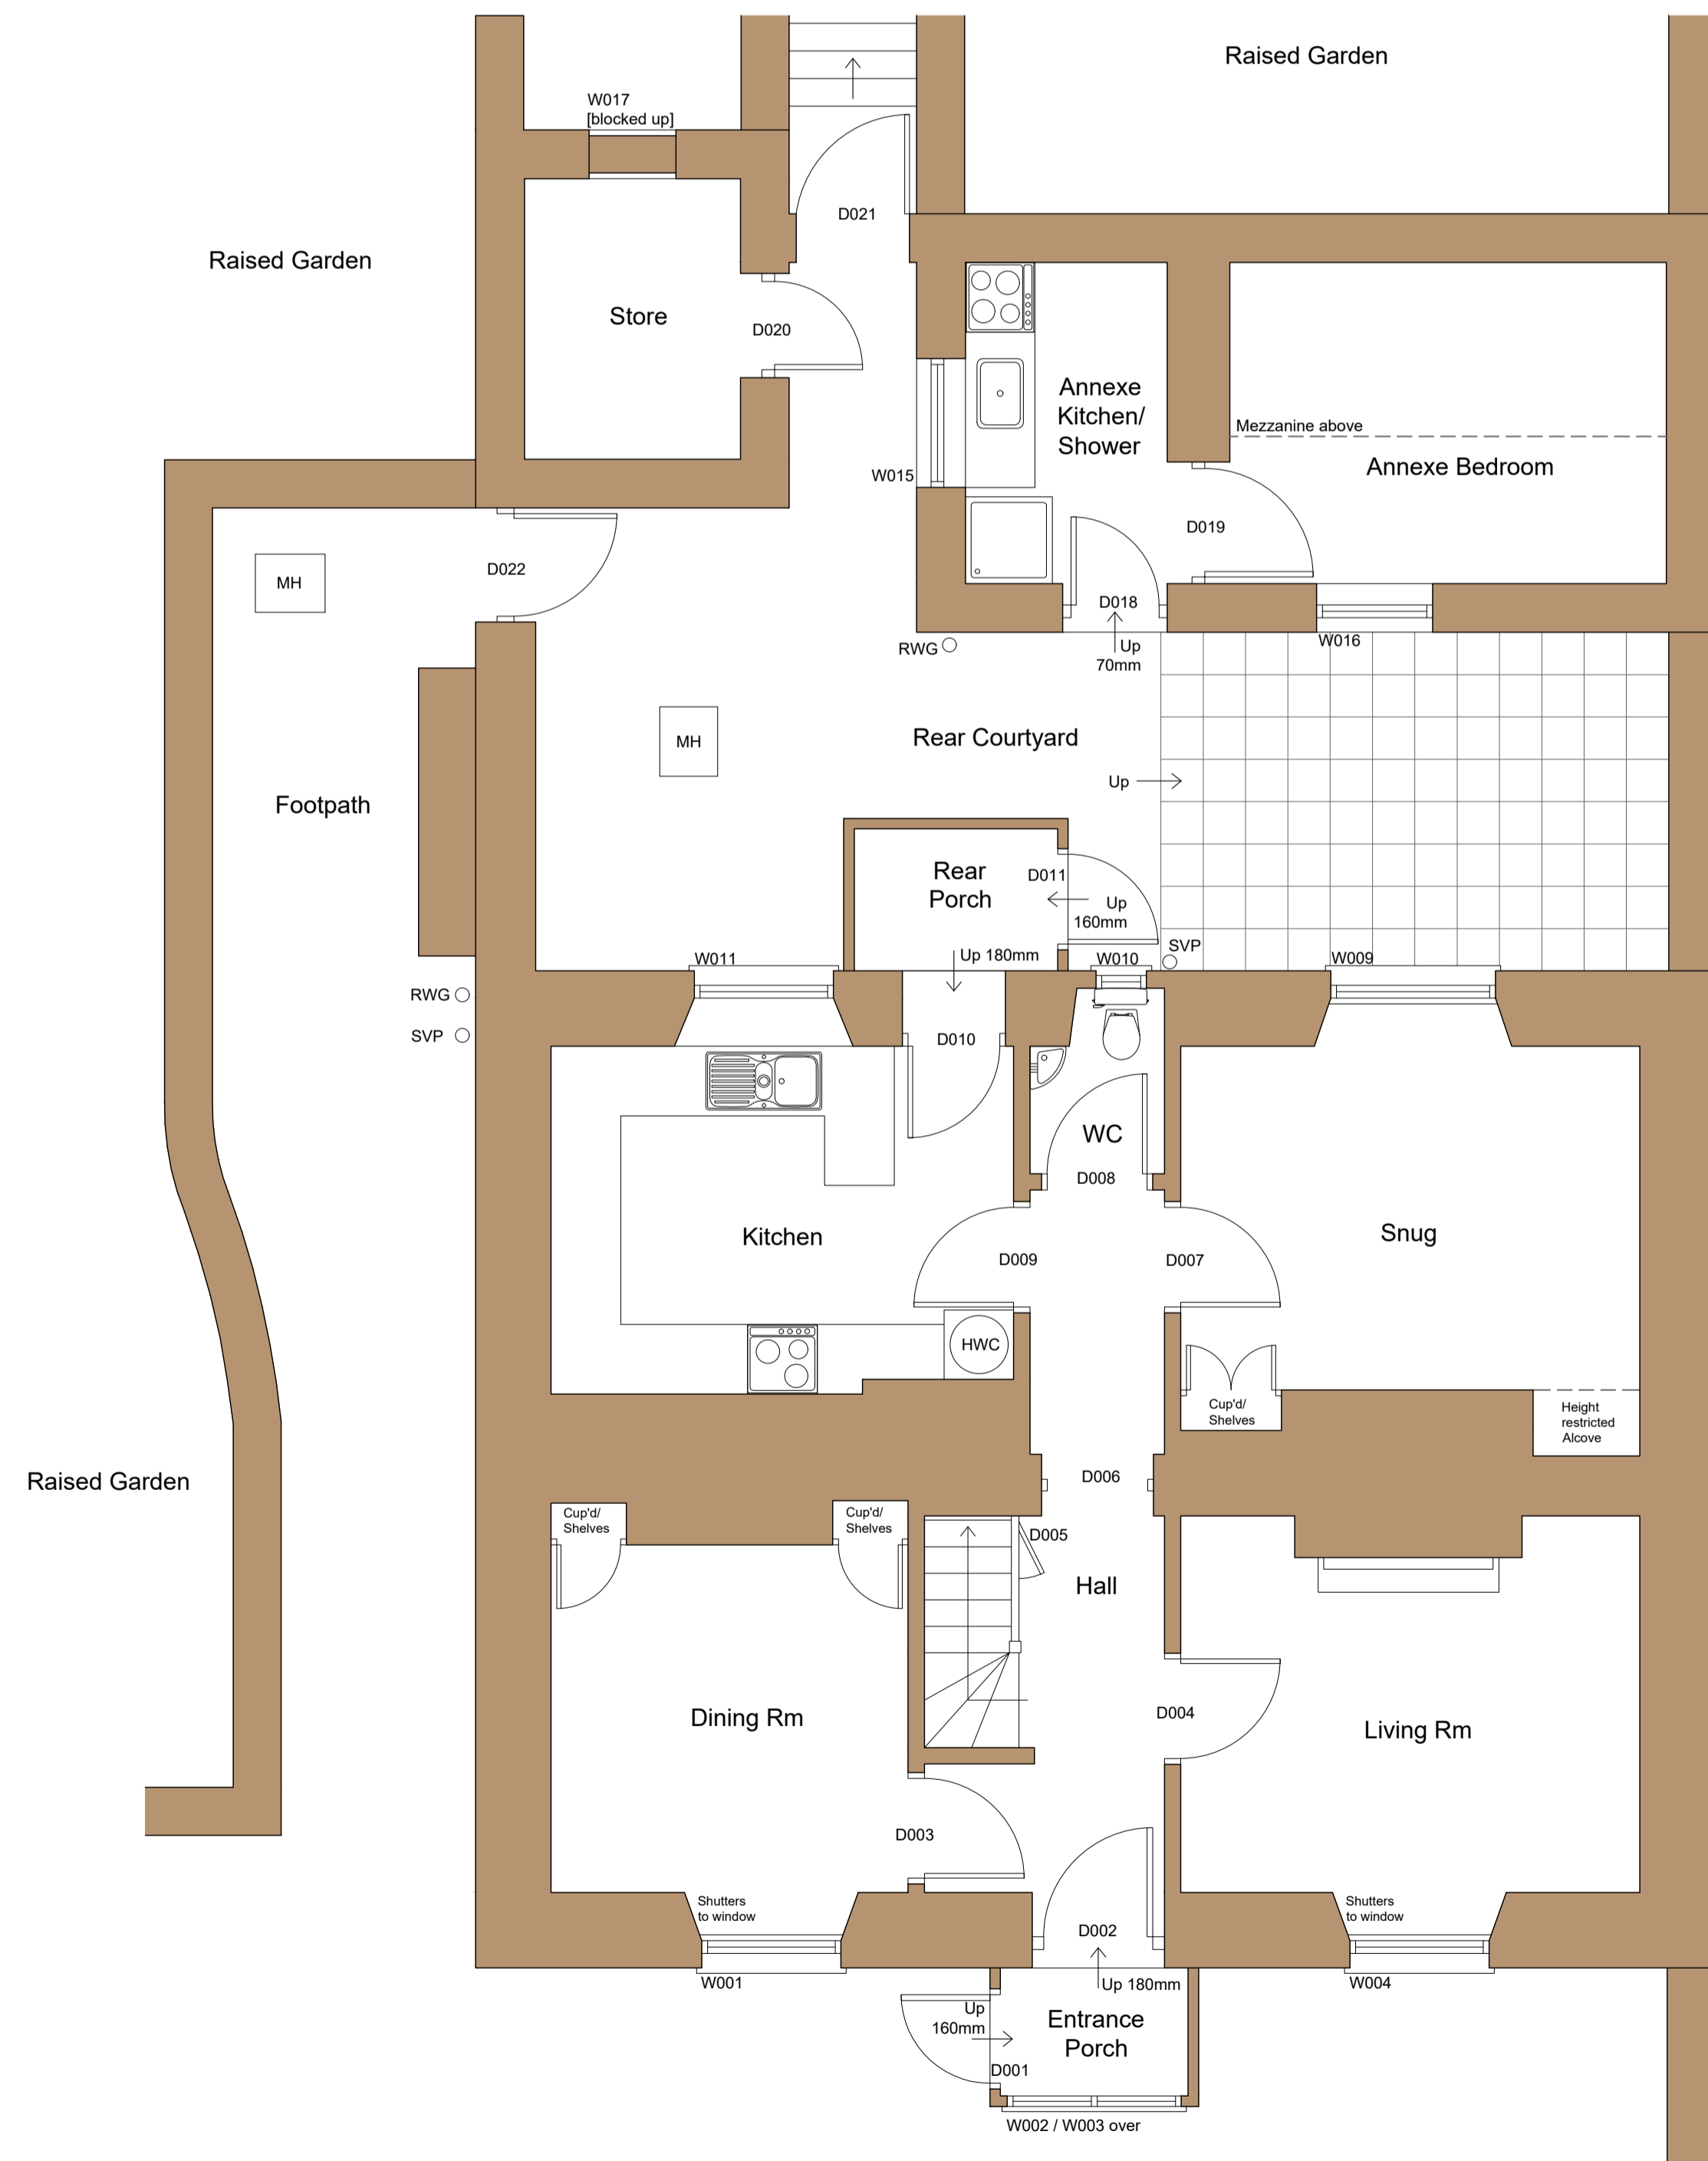 Raised Garden
W017
[blocked up]
D021
Raised Garden
Store
D020
Annexe
Kitchen/
Shower
Mezzanine above
Annexe Bedroom
W015
D019
D022
MH
D018
W016
RWG
Up
70mm
Rear Courtyard
MH
Up
Footpath
Rear
Porch
D011
Up
160mm
SVP
Up 180mm
W011
W010
W009
RWG
SVP
D010
WC
D008
Kitchen
D009
D007
Snug
HWC
Cup'd/
Shelves
Height
restricted
Alcove
Raised Garden
D006
Cup'd/
Shelves
Cup'd/
Shelves
D005
Hall
Dining Rm
D004
Living Rm
D003
Shutters
to window
D002
Shutters
to window
W001
Up 180mm
W004
Up
160mm
Entrance
Porch
D001
W002 / W003 over